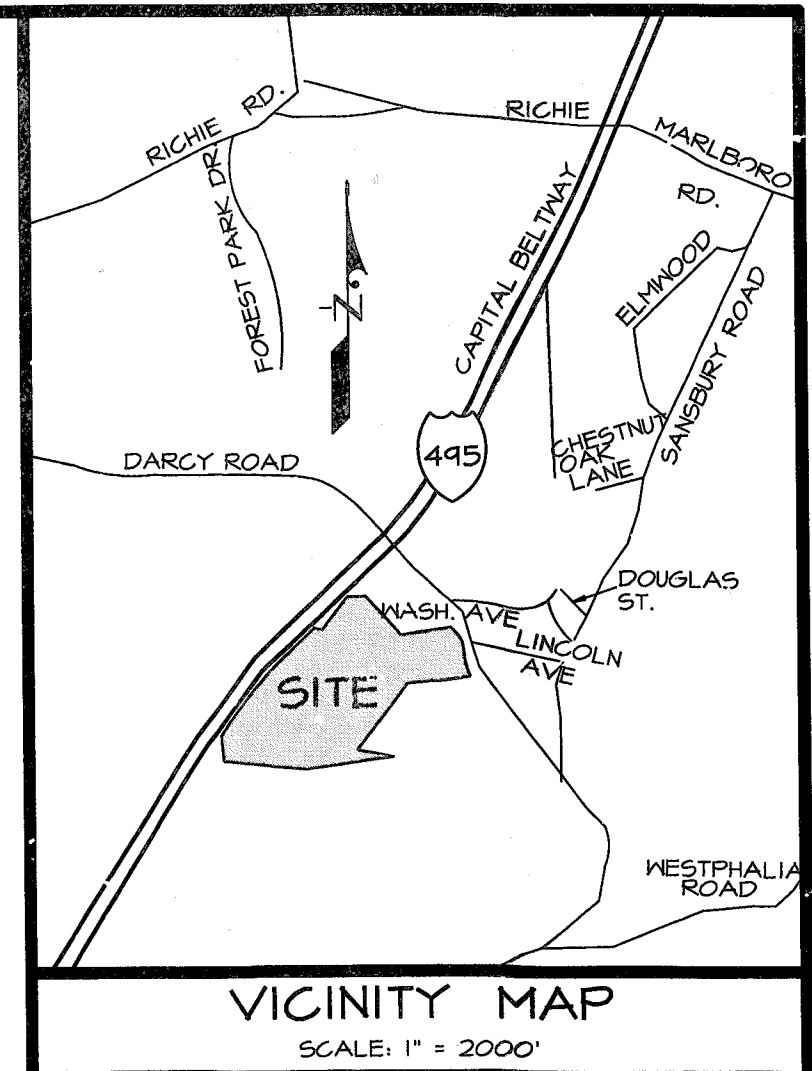 RICHIE
RD.
RICHIE
MARLBORO
RD.
FOREST PARK DR.
N
CAPITAL BELTWAY
ELMWOOD
SANSBURY ROAD
495
CHESTNUT
OAK
LANE
DARCY ROAD
DOUGLAS
ST.
WASH. AVE
LINCOLN
AVE
SITE
WESTPHALIA
ROAD
VICINITY MAP
SCALE: 1" = 2000'